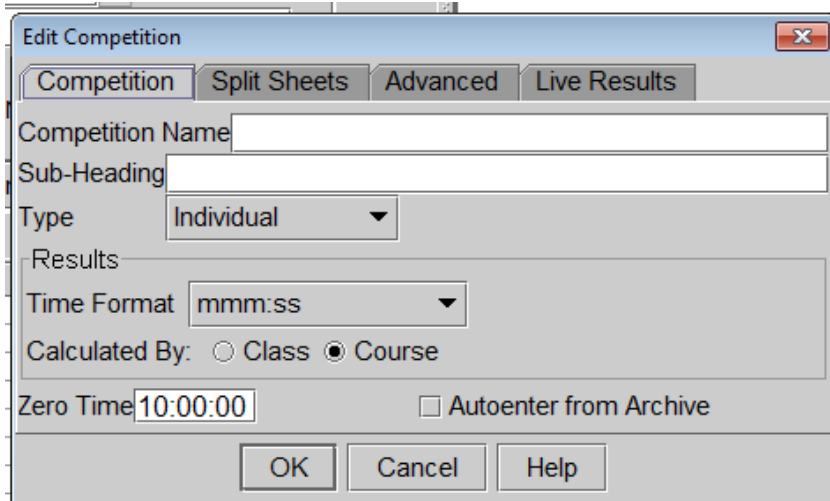 Edit Competition
Competition Split Sheets Advanced Live Results
Competition Name
Sub-Heading
Type Individual
Results
Time Format mmm:ss
Calculated By: Class Course
Zero Time 10:00:00 Autoenter from Archive
OK Cancel Help